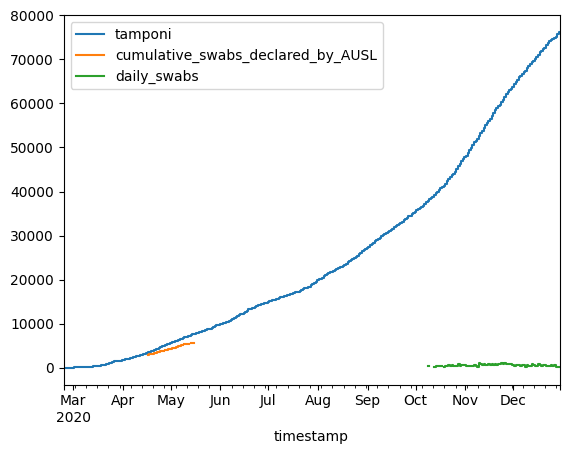 tamponi
cumulative_swabs_declared_by_AUSL
daily_swabs
80000
70000
60000
50000
40000
30000
20000
10000
0
Mar Apr May Jun Jul Aug Sep Oct Nov Dec
2020
timestamp